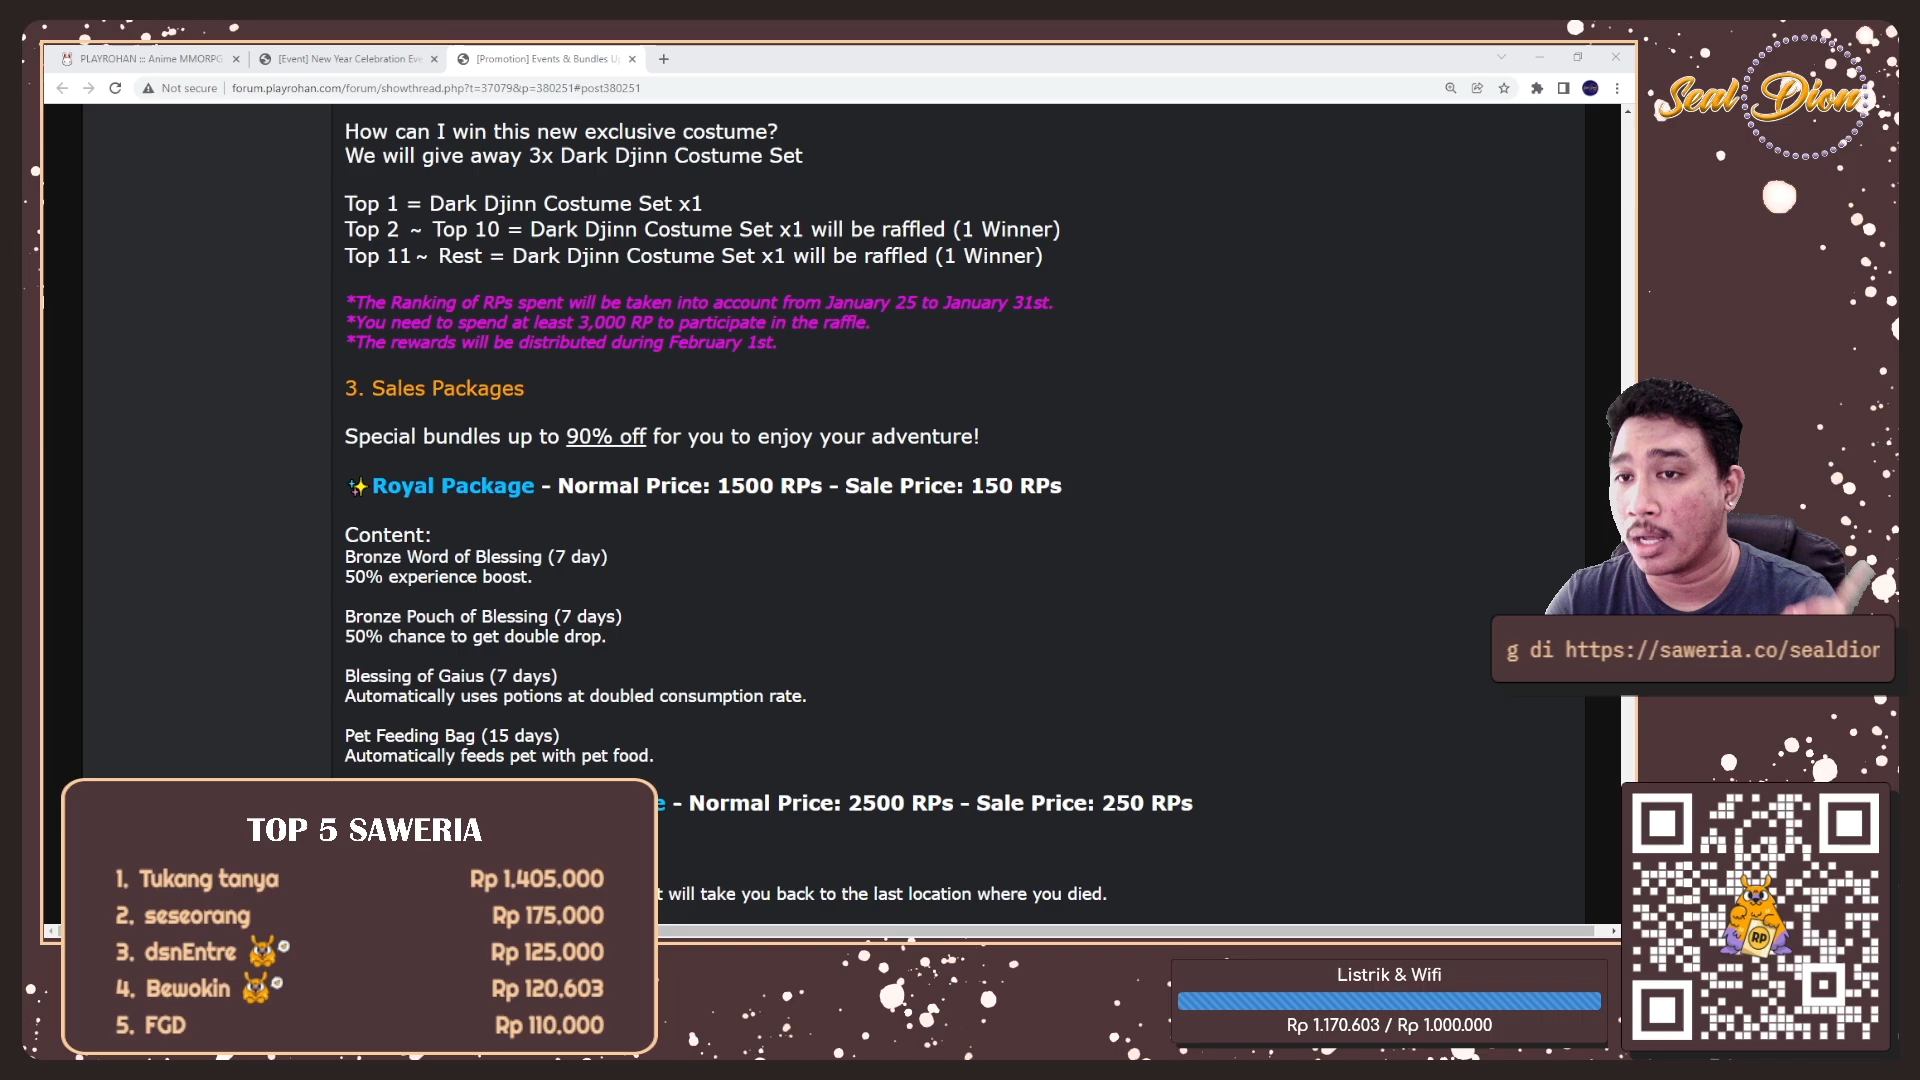 PLAYROHAN ::: Anime MMORPG
[Event] New Year Celebration Eve
[Promotion] Events & Bundles U
Not secure
forum.playrohan.com/forum/showthread.php?t=37079&p=380251#post380251
Seal Dion
How can I win this new exclusive costume?
We will give away 3x Dark Djinn Costume Set
Top 1 = Dark Djinn Costume Set x1
Top 2 ~ Top 10 = Dark Djinn Costume Set x1 will be raffled (1 Winner)
Top 11~ Rest = Dark Djinn Costume Set x1 will be raffled (1 Winner)
*The Ranking of RPs spent will be taken into account from January 25 to January 31st.
*You need to spend at least 3,000 RP to participate in the raffle.
*The rewards will be distributed during February 1st.
3. Sales Packages
Special bundles up to 90% off for you to enjoy your adventure!
✨Royal Package - Normal Price: 1500 RPs - Sale Price: 150 RPs
Content:
Bronze Word of Blessing (7 day)
50% experience boost.
Bronze Pouch of Blessing (7 days)
50% chance to get double drop.
Blessing of Gaius (7 days)
Automatically uses potions at doubled consumption rate.
Pet Feeding Bag (15 days)
Automatically feeds pet with pet food.
e - Normal Price: 2500 RPs - Sale Price: 250 RPs
t will take you back to the last location where you died.
g di https://saweria.co/sealdion
TOP 5 SAWERIA
1. Tukang tanya Rp 1.405.000
2. seseorang Rp 175.000
3. dsnEntre Rp 125.000
4. Bewokin Rp 120.603
5. FGD Rp 110.000
Listrik & Wifi
Rp 1.170.603 / Rp 1.000.000
RP